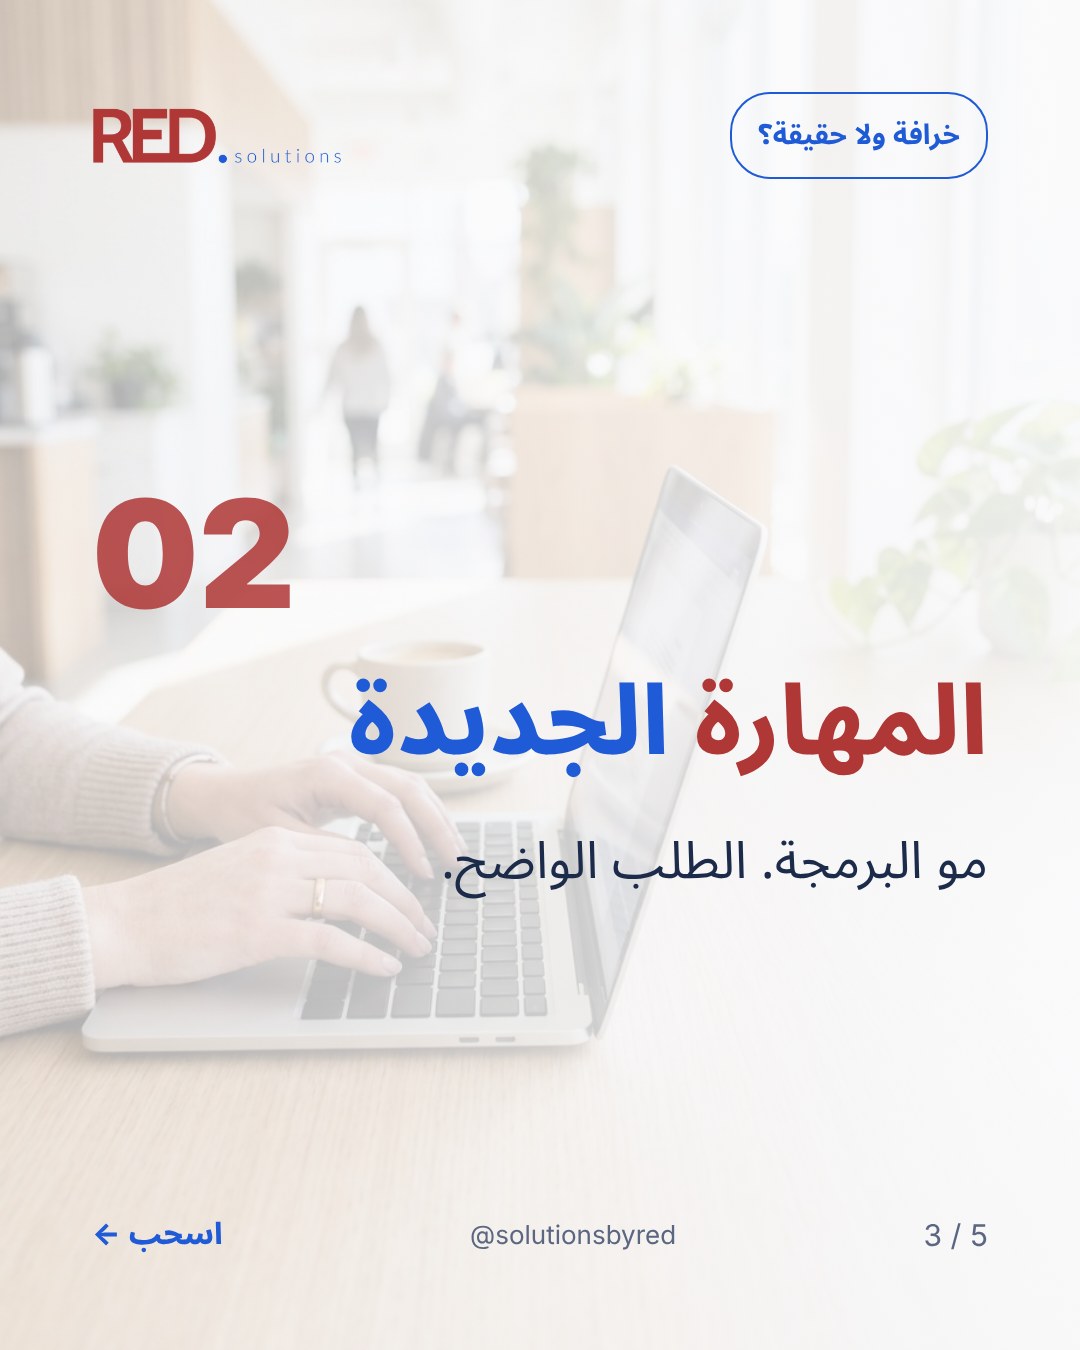 RED.solutions
خرافة ولا حقيقة؟
02
المهارة الجديدة
مو البرمجة. الطلب الواضح.
اسحب ←
@solutionsbyred
3 / 5